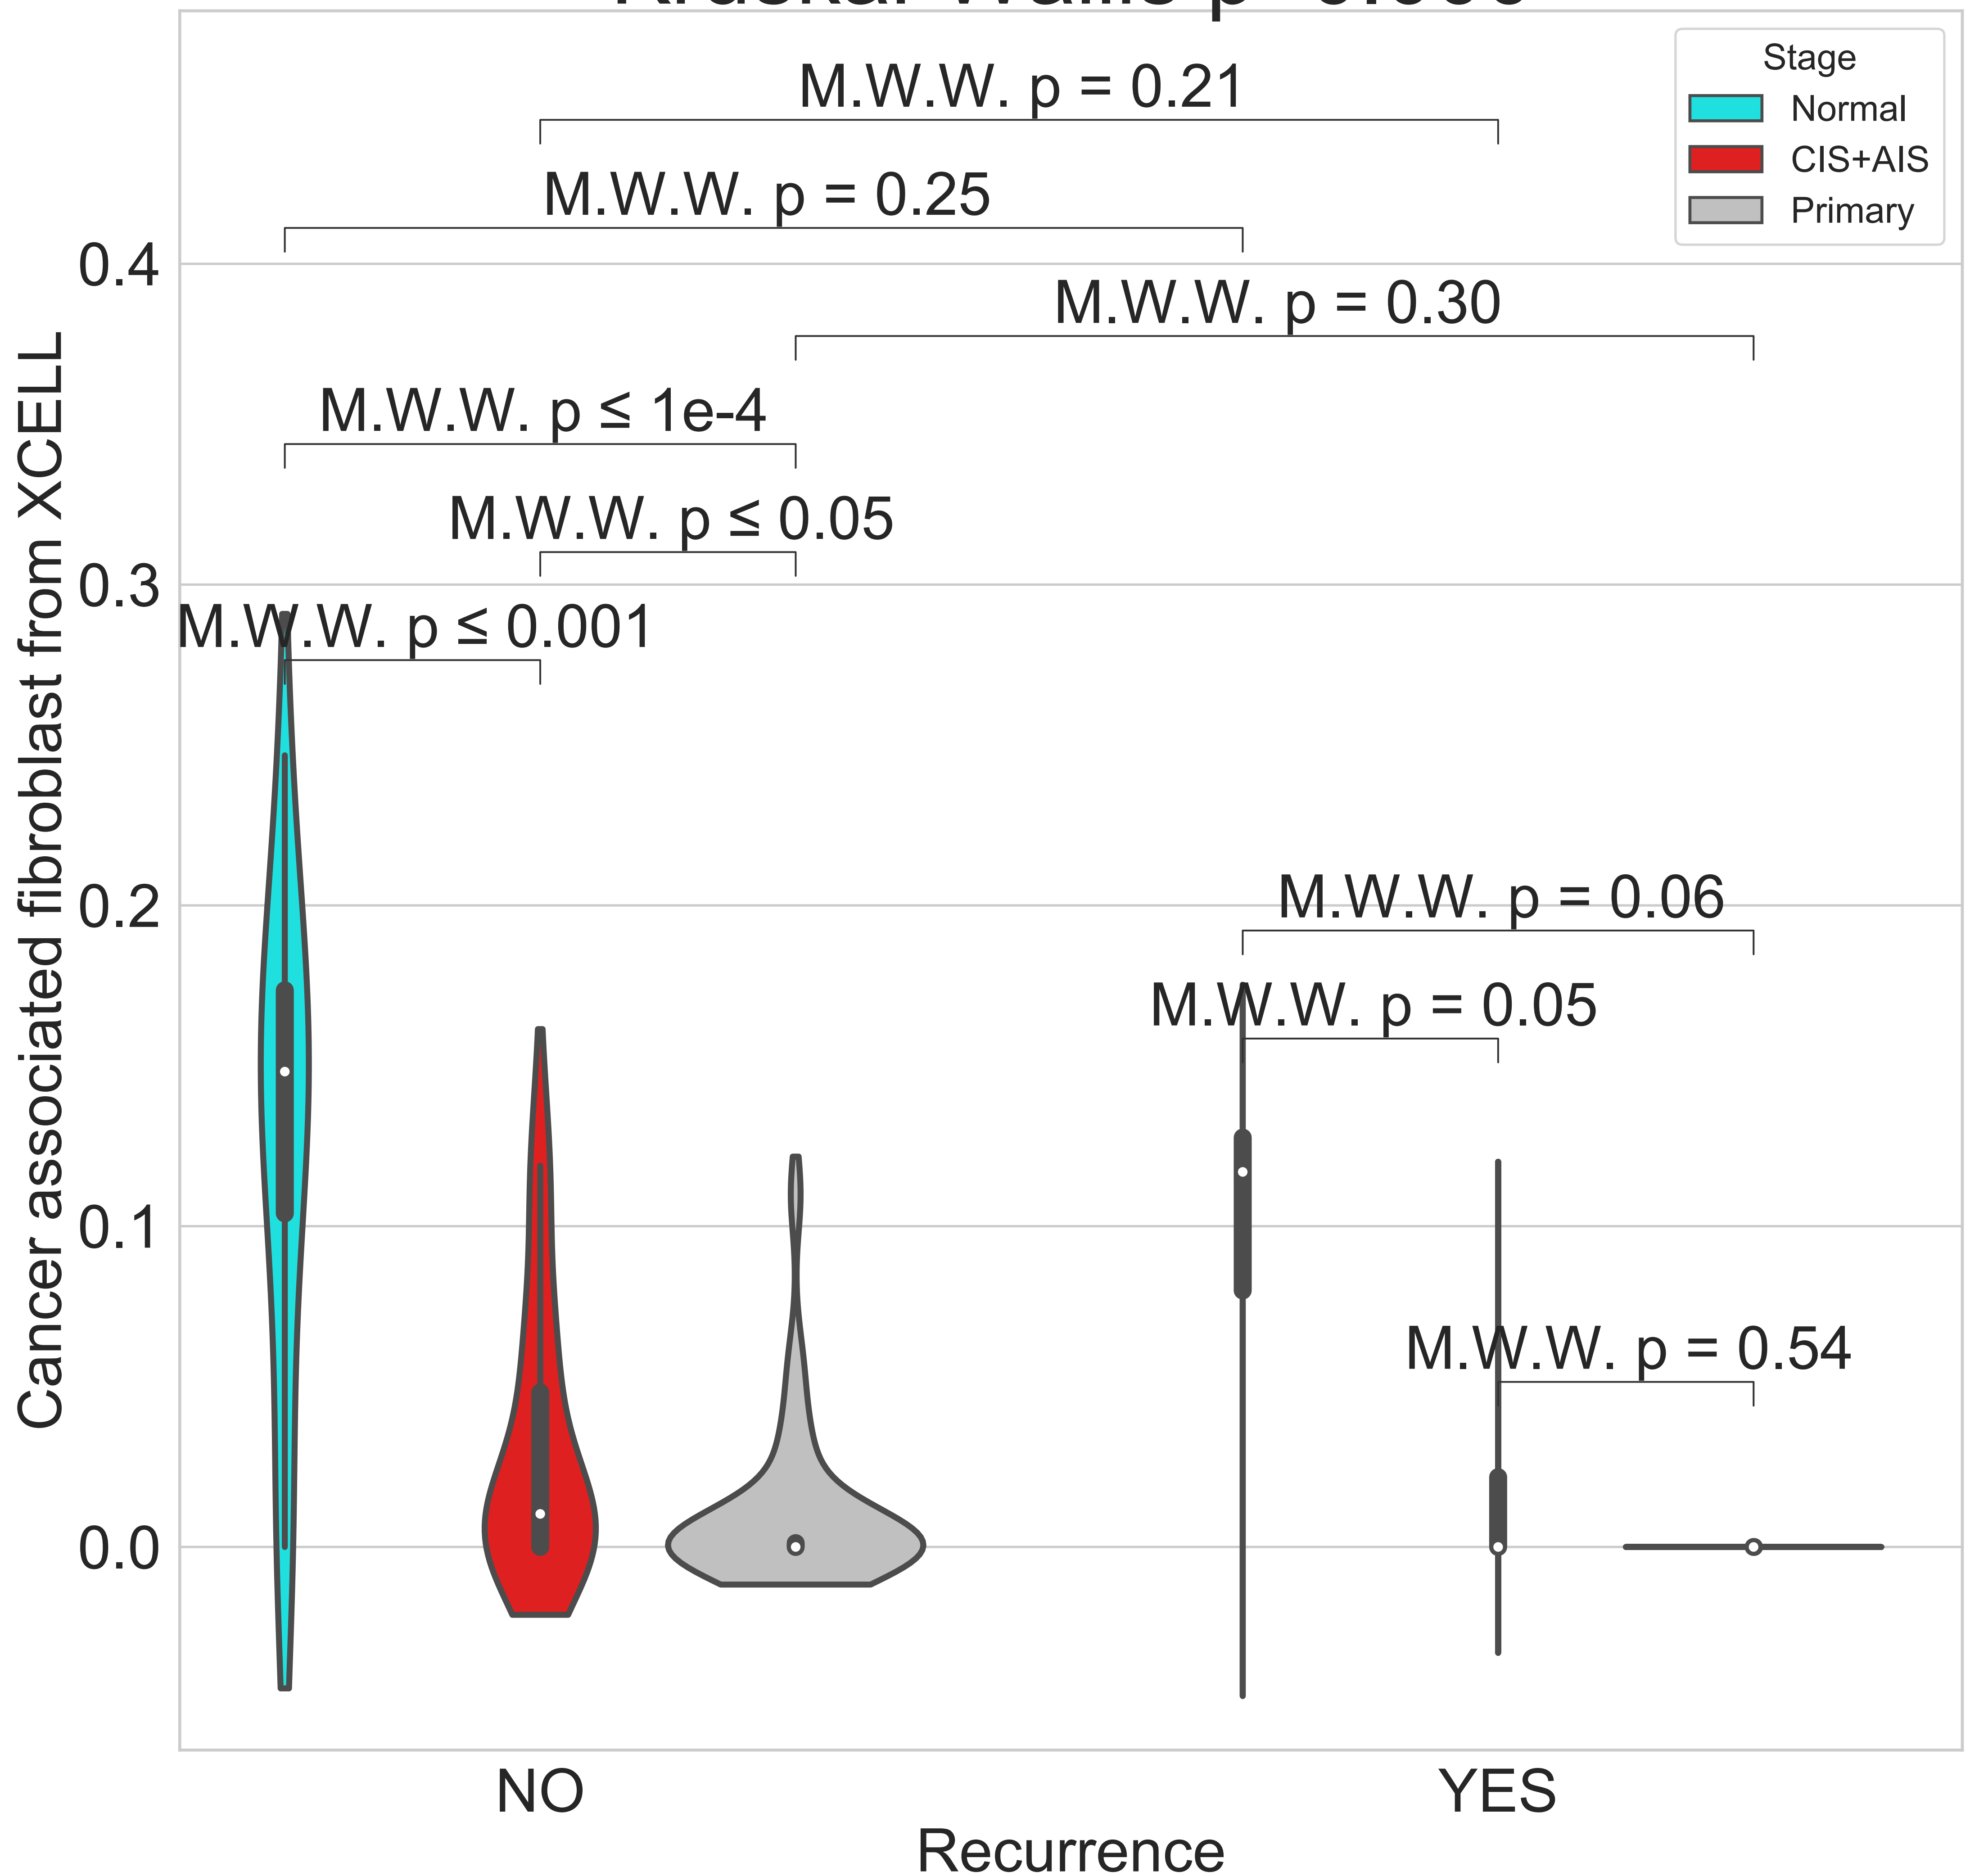 Stage
Normal
CIS+AIS
Primary
M.W.W. p = 0.21
M.W.W. p = 0.25
M.W.W. p = 0.30
M.W.W. p ≤ 1e-4
M.W.W. p ≤ 0.05
M.W.W. p ≤ 0.001
M.W.W. p = 0.06
M.W.W. p = 0.05
M.W.W. p = 0.54
Cancer associated fibroblast from XCELL
0.4
0.3
0.2
0.1
0.0
NO
YES
Recurrence